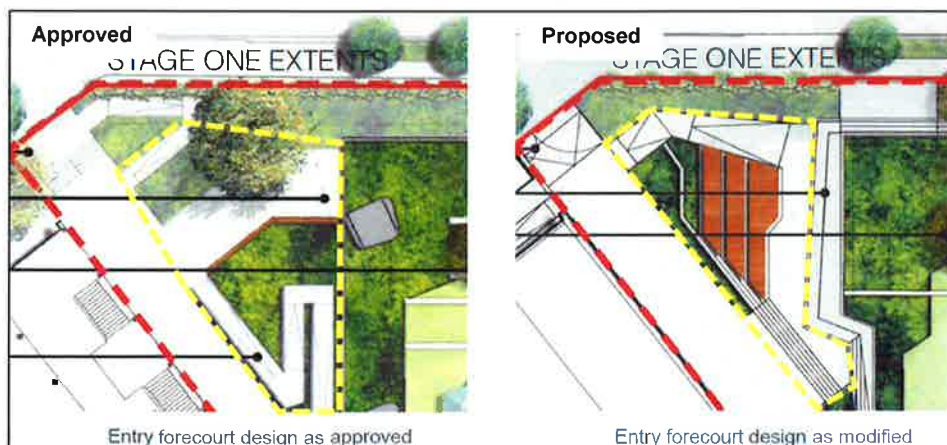 Approved
STAGE ONE EXTENTS
Entry forecourt design as approved
Proposed
STAGE ONE EXTENTS
Entry forecourt design as modified